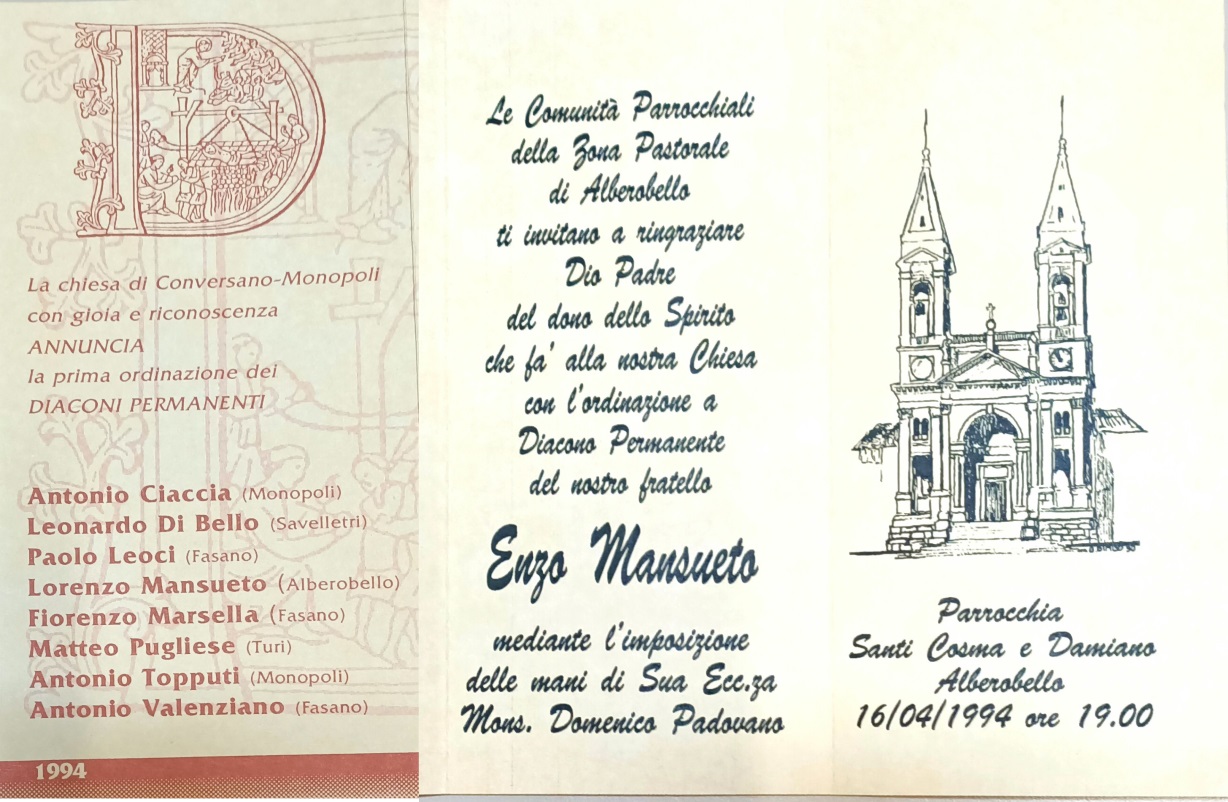 La chiesa di Conversano-Monopoli
con gioia e riconoscenza
ANNUNCIA
la prima ordinazione dei
DIACONI PERMANENTI
Antonio Ciaccia (Monopoli)
Leonardo Di Bello (Savelletri)
Paolo Leoci (Fasano)
Lorenzo Mansueto (Alberobello)
Fiorenzo Marsella (Fasano)
Matteo Pugliese (Turi)
Antonio Topputi (Monopoli)
Antonio Valenziano (Fasano)
1994
Le Comunità Parrocchiali
della Zona Pastorale
di Alberobello
ti invitano a ringraziare
Dio Padre
del dono dello Spirito
che fa' alla nostra Chiesa
con l'ordinazione a
Diacono Permanente
del nostro fratello
Enzo Mansueto
mediante l'imposizione
delle mani di Sua Ecc.za
Mons. Domenico Padovano
Parrocchia
Santi Cosma e Damiano
Alberobello
16/04/1994 ore 19.00